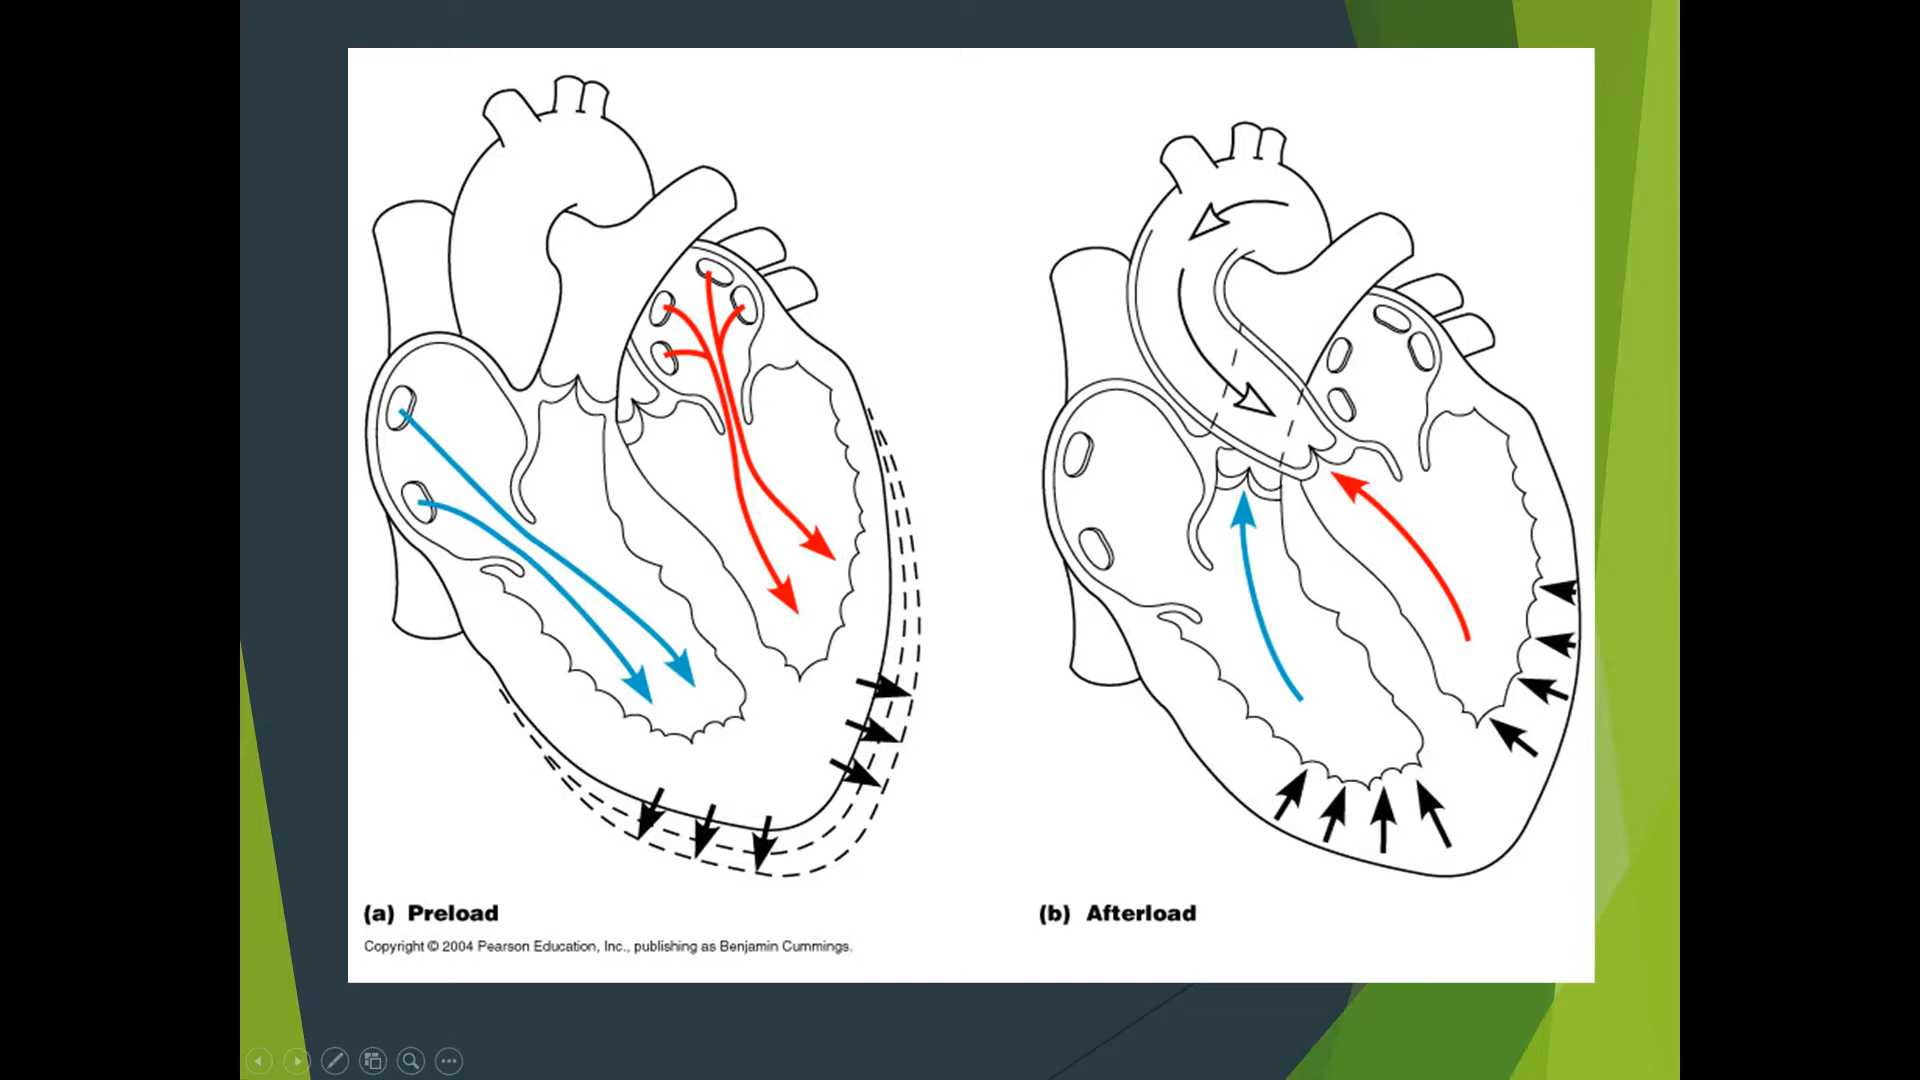 (a) Preload
(b) Afterload
Copyright © 2004 Pearson Education, Inc., publishing as Benjamin Cummings.